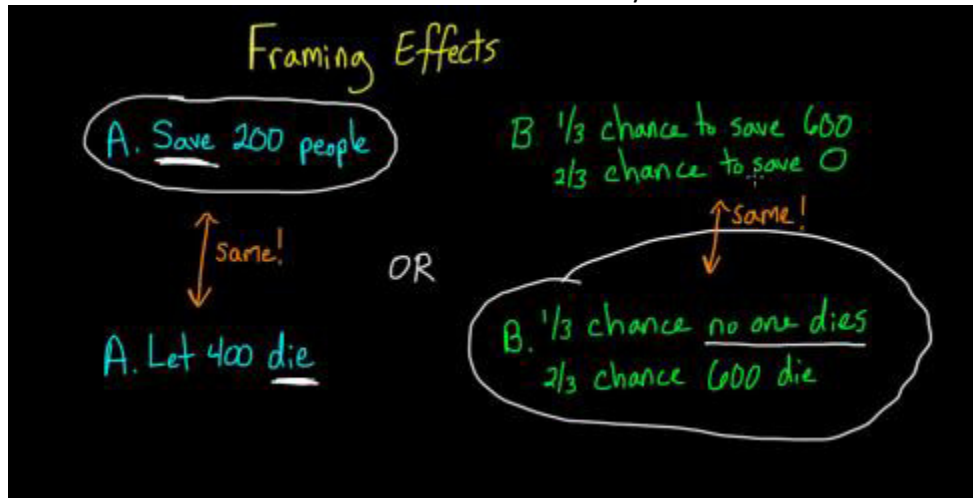 Framing Effects
A. Save 200 people
B 1/3 chance to save 600
2/3 chance to save 0
same!
same!
OR
A. Let 400 die
B. 1/3 chance no one dies
2/3 chance 600 die